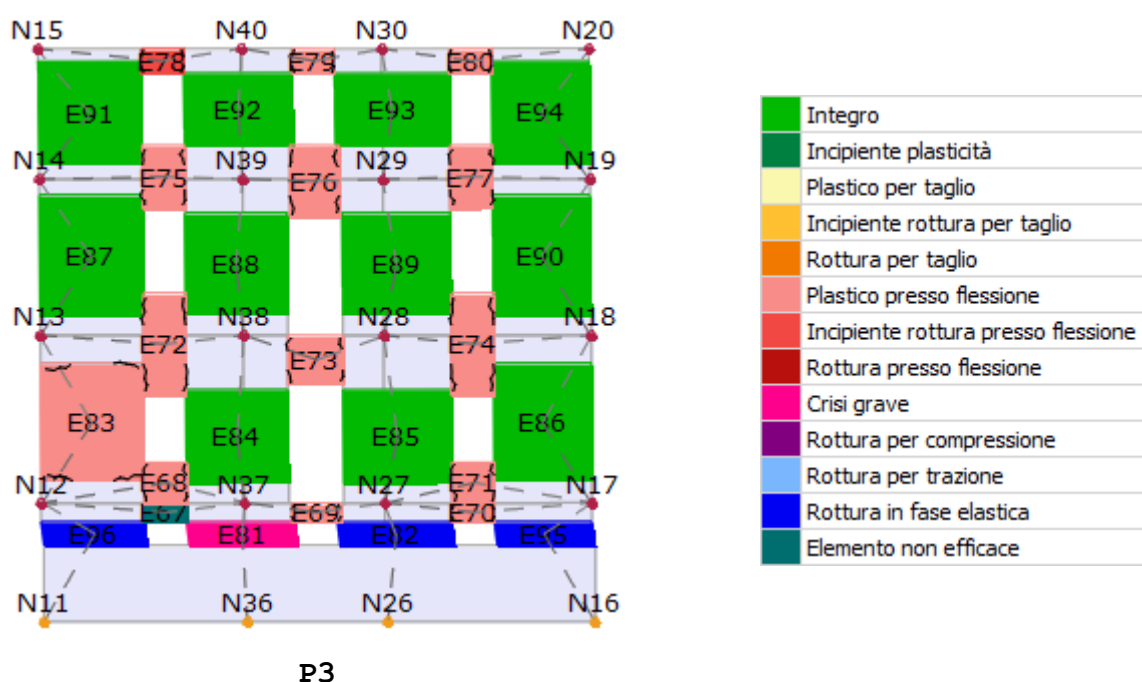 N15 N40 N30 N20
E78 E79 E80
E91 E92 E93 E94
N14 N39 N29 N19
E75 E76 E77
E87 E88 E89 E90
N13 N38 N28 N18
E72 E73 E74
E83 E84 E85 E86
N12 E68 N37 N27 E71 N17
E67 E69 E70
E96 E81 E82 E95
N11 N36 N26 N16
P3
Integro
Incipiente plasticità
Plastico per taglio
Incipiente rottura per taglio
Rottura per taglio
Plastico presso flessione
Incipiente rottura presso flessione
Rottura presso flessione
Crisi grave
Rottura per compressione
Rottura per trazione
Rottura in fase elastica
Elemento non efficace